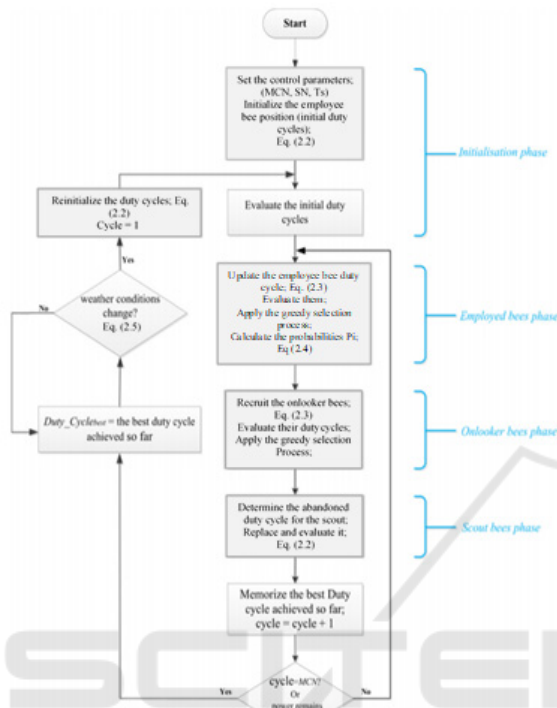 Start
Set the control parameters;
(MCN, SN, Ts)
Initialize the employee
bee position (initial duty
cycles);
Eq. (2.2)
Initialisation phase
Evaluate the initial duty
cycles
Reinitialize the duty cycles; Eq.
(2.2)
Cycle = 1
Yes
No
weather conditions
change?
Eq. (2.5)
Duty_Cyclebest = the best duty cycle
achieved so far
Update the employee bee duty
cycle; Eq. (2.3)
Evaluate them;
Apply the greedy selection
process;
Calculate the probabilities Pi;
Eq.(2.4)
Employed bees phase
Recruit the onlooker bees;
Eq. (2.3)
Evaluate their duty cycles;
Apply the greedy selection
Process;
Onlooker bees phase
Determine the abandoned
duty cycle for the scout;
Replace and evaluate it;
Eq. (2.2)
Scout bees phase
Memorize the best Duty
cycle achieved so far;
cycle = cycle + 1
cycle=MCN?
Or
power remains
Yes
No
SCITE